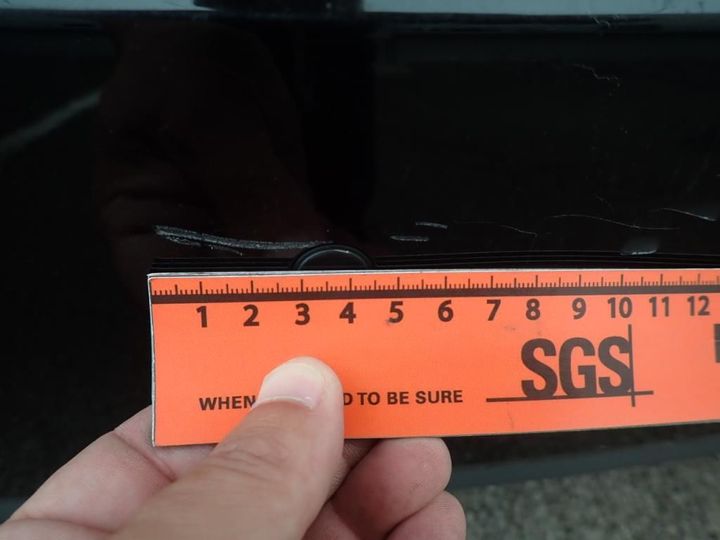 1 2 3 4 5 6 7 8 9 10 11 12
SGS
WHEN D TO BE SURE